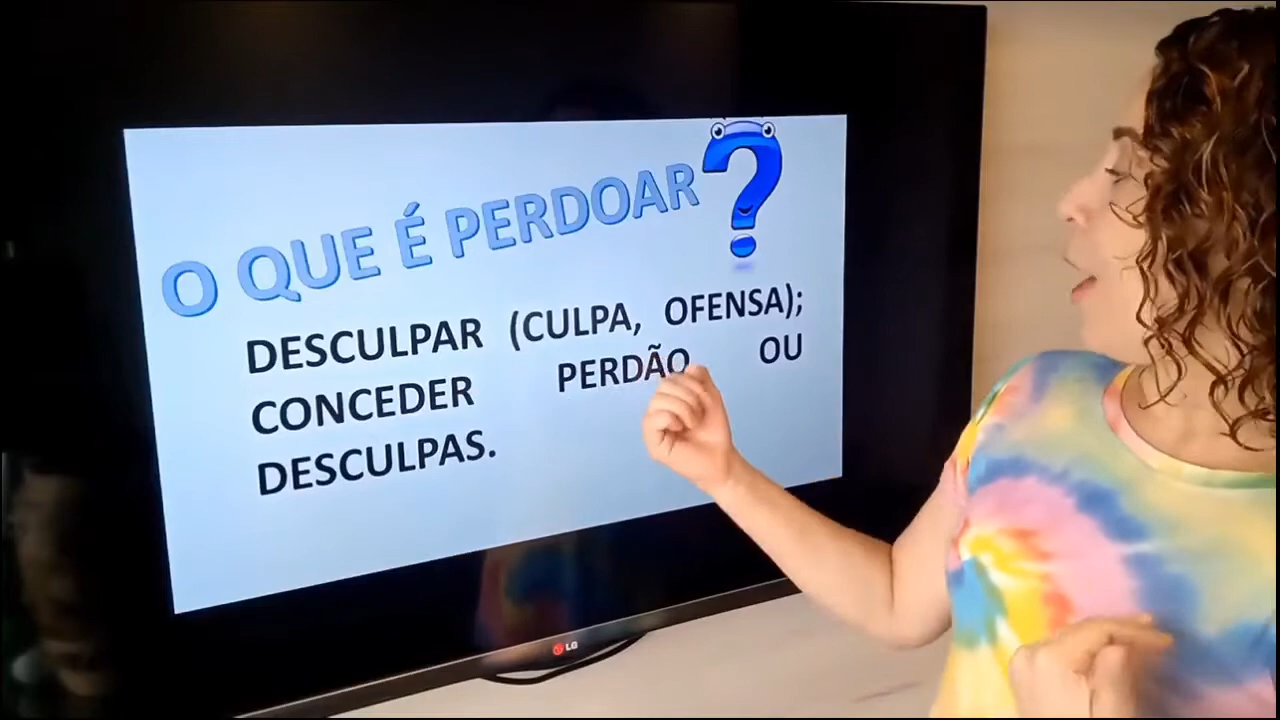 O QUE É PERDOAR?
DESCULPAR (CULPA, OFENSA);
CONCEDER PERDÃO OU
DESCULPAS.
LG